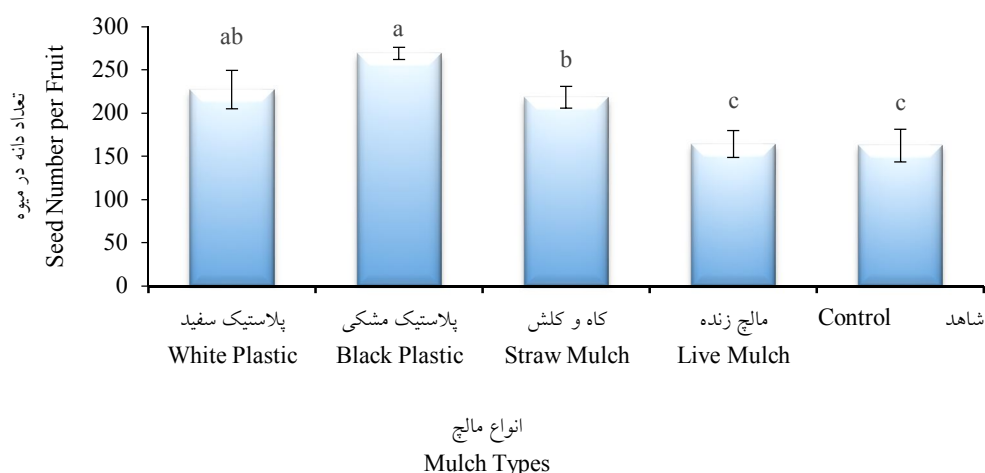 تعداد دانه در میوه
Seed Number per Fruit
300
250
200
150
100
50
0
ab
a
b
c
c
پلاستیک سفید
White Plastic
پلاستیک مشکی
Black Plastic
کاه و کلش
Straw Mulch
مالچ زنده
Live Mulch
شاهد Control
انواع مالچ
Mulch Types